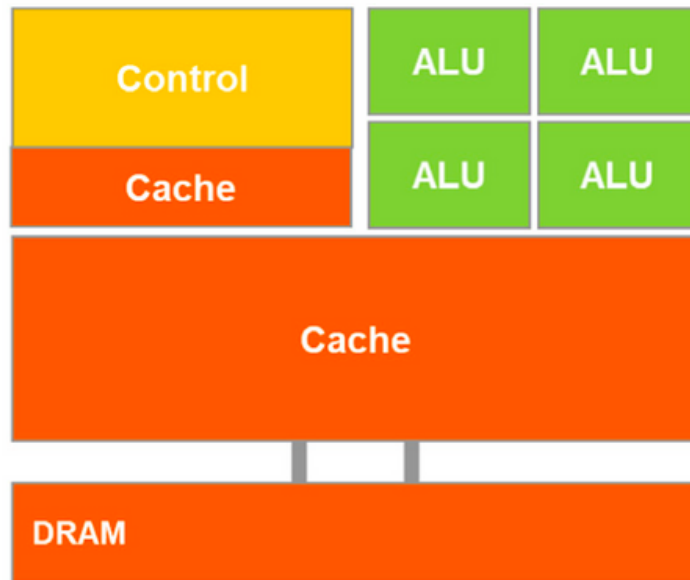 Control
ALU ALU
Cache
ALU ALU
Cache
DRAM